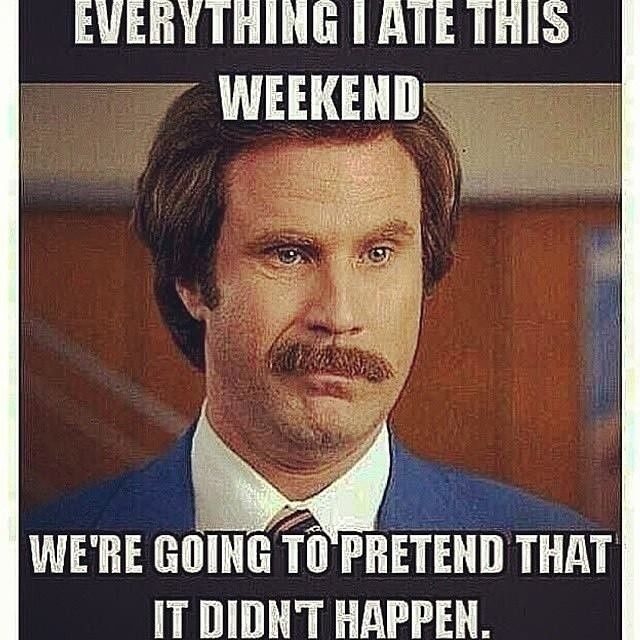 EVERYTHING I ATE THIS
WEEKEND
WE'RE GOING TO PRETEND THAT
IT DIDN'T HAPPEN.